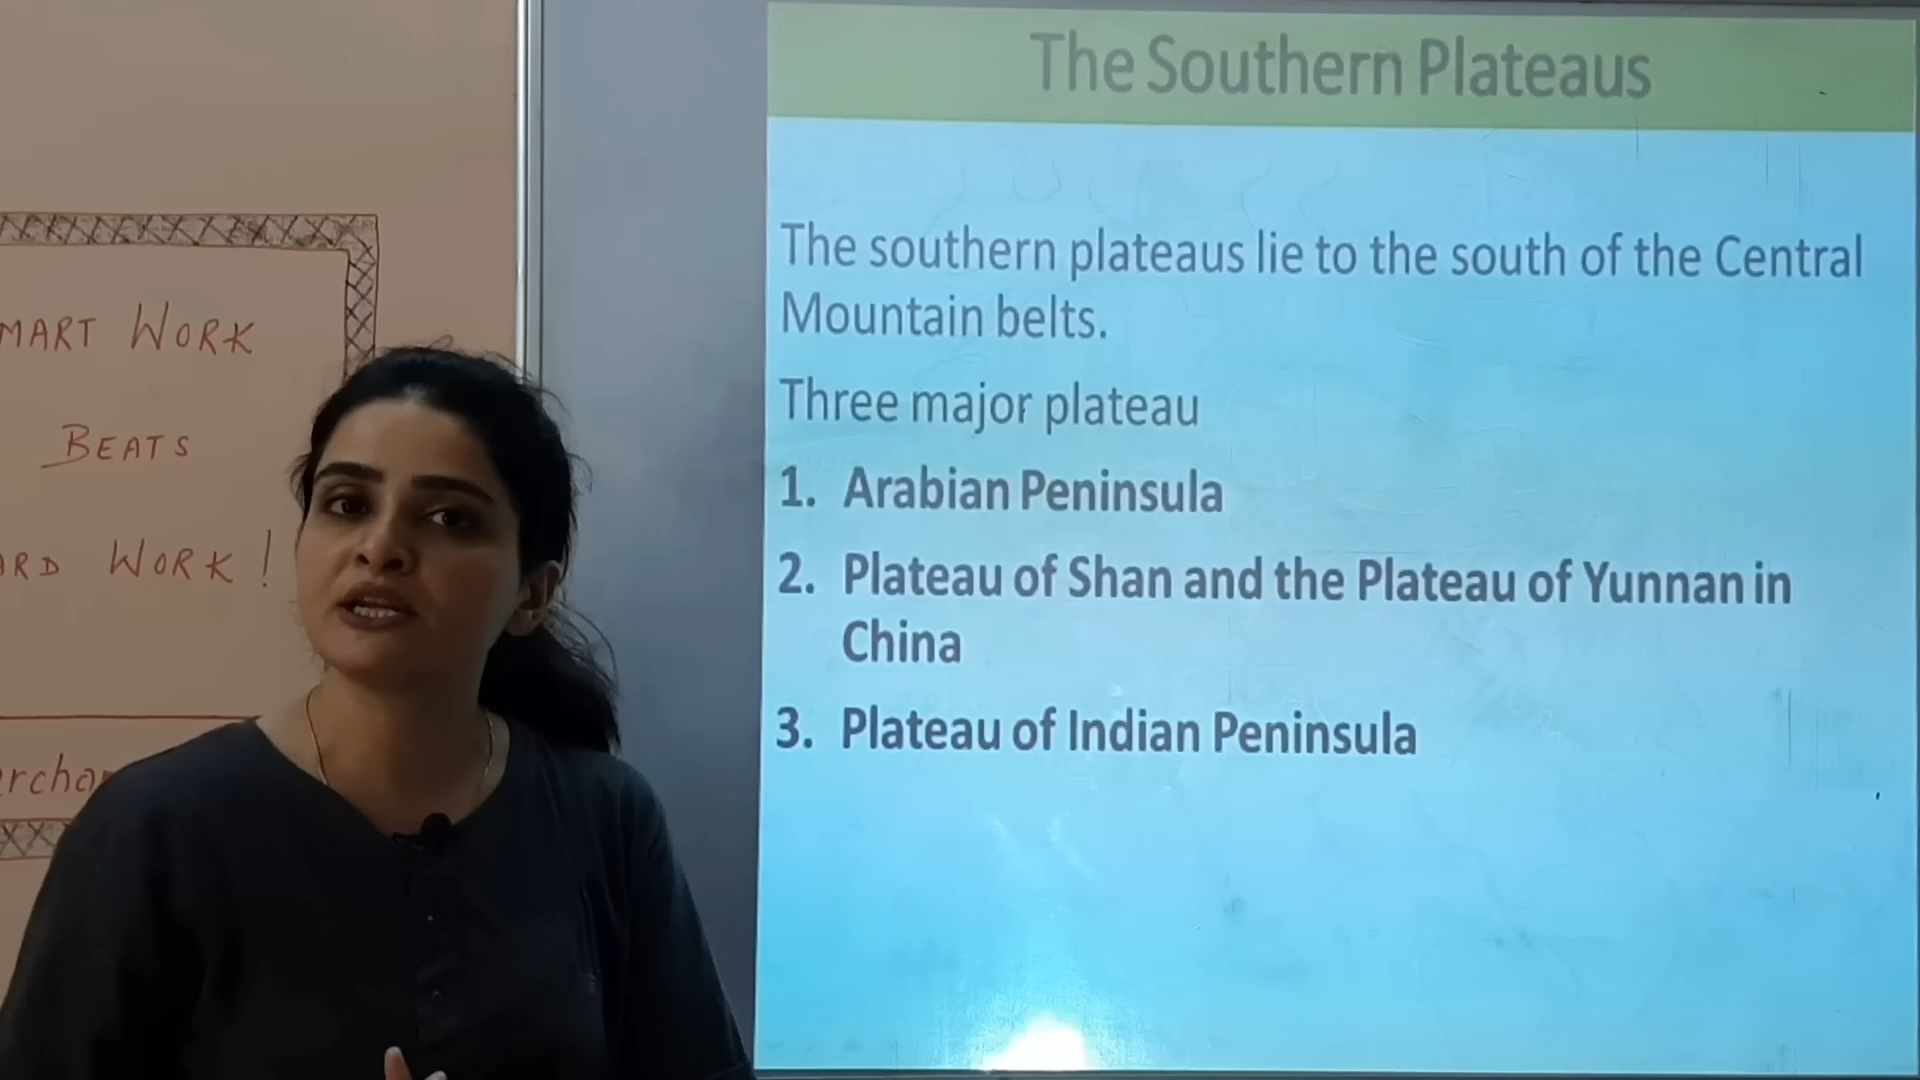 The Southern Plateaus
The southern plateaus lie to the south of the Central
Mountain belts.
Three major plateau
1. Arabian Peninsula
2. Plateau of Shan and the Plateau of Yunnan in
China
3. Plateau of Indian Peninsula
MART WORK
BEATS
ARD WORK!